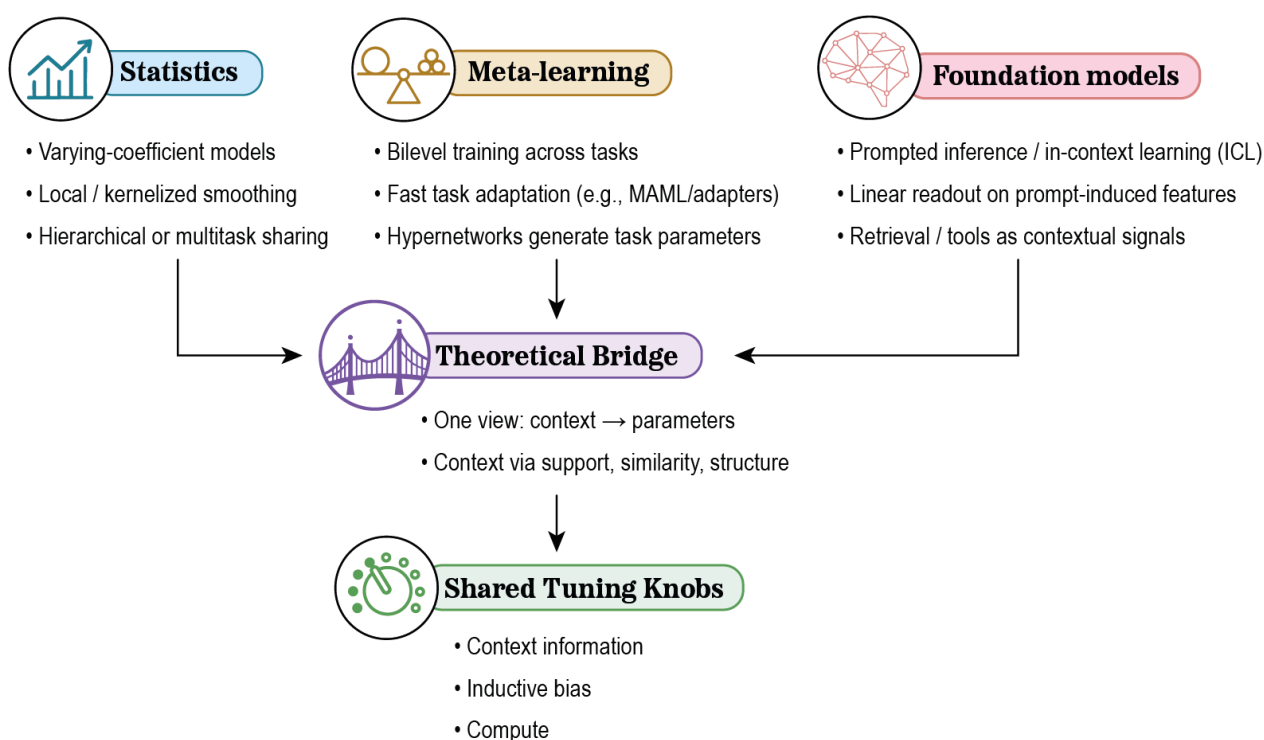 Statistics
• Varying-coefficient models
• Local / kernelized smoothing
• Hierarchical or multitask sharing
Meta-learning
• Bilevel training across tasks
• Fast task adaptation (e.g., MAML/adapters)
• Hypernetworks generate task parameters
Foundation models
• Prompted inference / in-context learning (ICL)
• Linear readout on prompt-induced features
• Retrieval / tools as contextual signals
Theoretical Bridge
• One view: context → parameters
• Context via support, similarity, structure
Shared Tuning Knobs
• Context information
• Inductive bias
• Compute